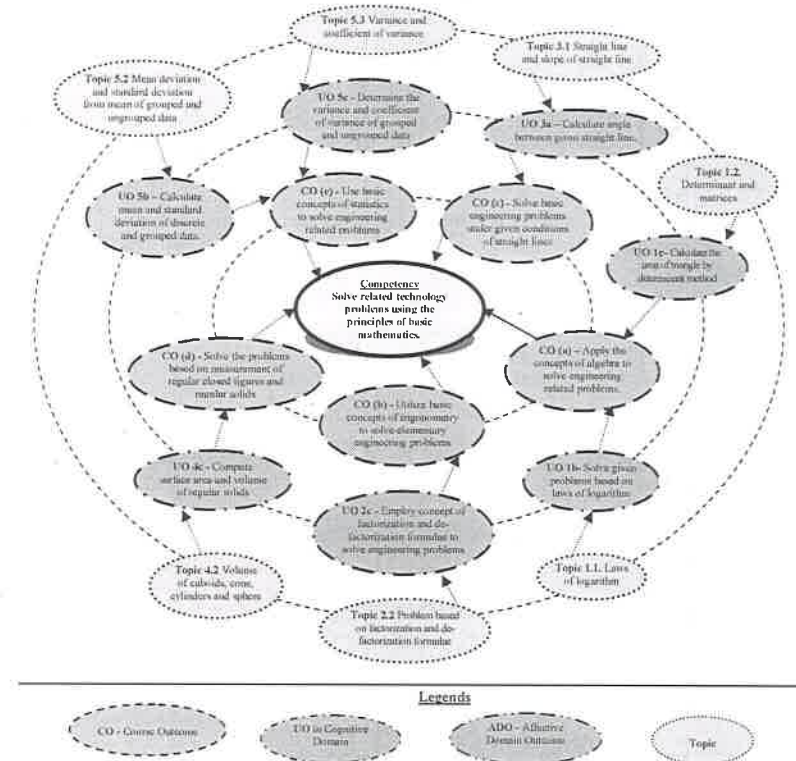 Topic 5.3 Variance and
coefficient of variance
Topic 3.1 Straight line
and slope of straight line
Topic 5.2 Mean deviation
and standard deviation
from mean of grouped and
ungrouped data
UO 5c - Determine the
variance and coefficient
of variance of grouped
and ungrouped data
UO 3a - Calculate angle
between given straight line.
Topic 1.2.
Determinant and
matrices
UO 5b - Calculate
mean and standard
deviation of discrete
and grouped data.
CO (e) - Use basic
concepts of statistics
to solve engineering
related problems
CO (c) - Solve basic
engineering problems
under given conditions
of straight lines
UO 1e- Calculate the
area of triangle by
determinant method
Competency
Solve related technology
problems using the
principles of basic
mathematics.
CO (d) - Solve the problems
based on measurement of
regular closed figures and
regular solids
CO (a) - Apply the
concepts of algebra to
solve engineering
related problems.
CO (b) - Utilize basic
concepts of trigonometry
to solve elementary
engineering problems
UO 4c - Compute
surface area and volume
of regular solids
UO 1b- Solve given
problems based on
laws of logarithm
UO 2c - Employ concept of
factorization and de-
factorization formulae to
solve engineering problems
Topic 4.2 Volume
of cuboids, cone,
cylinders and sphere
Topic 1.1. Laws
of logarithm
Topic 2.2 Problem based
on factorization and de-
factorization formulae
Legends
CO - Course Outcome
UO in Cognitive
Domain
ADO - Affective
Domain Outcome
Topic